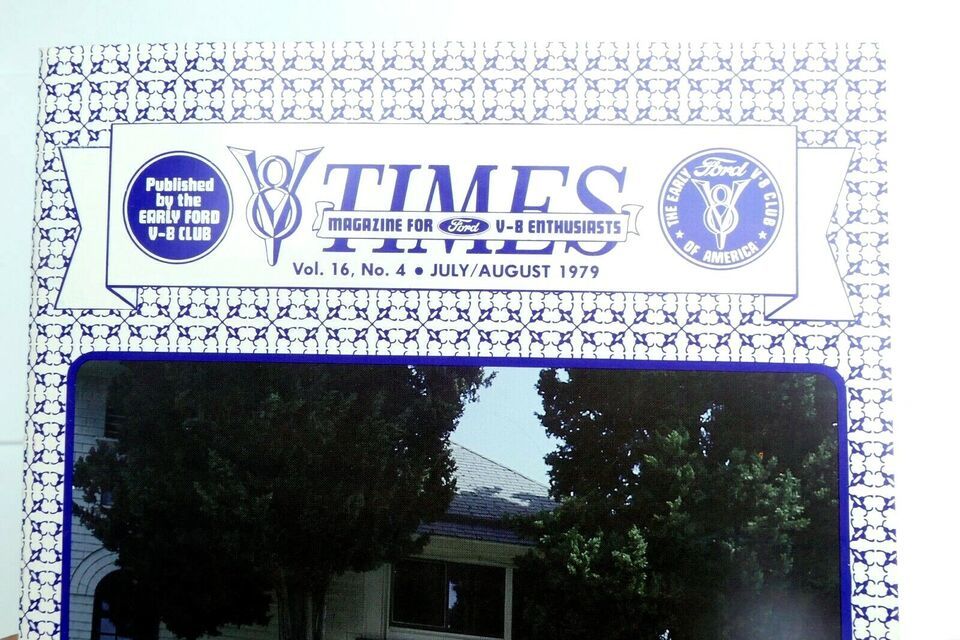 Published
by the
EARLY FORD
V-8 CLUB
V8 TIMES
MAGAZINE FOR Ford V-8 ENTHUSIASTS
Vol. 16, No. 4 • JULY/AUGUST 1979
THE EARLY Ford V-8 CLUB
V8
★ OF AMERICA ★